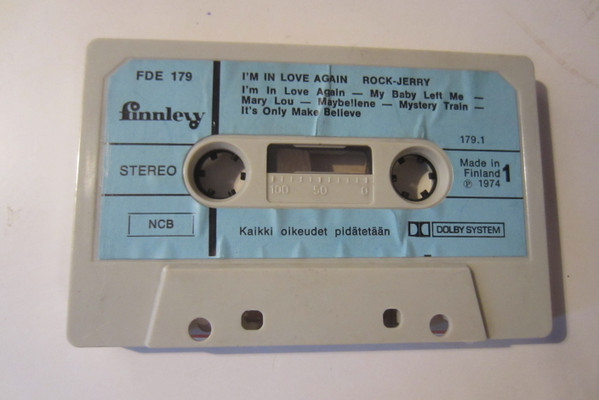 FDE 179
I'M IN LOVE AGAIN ROCK-JERRY
I'm In Love Again — My Baby Left Me —
Mary Lou — Maybellene — Mystery Train —
It's Only Make Believe
finnlevy
179.1
STEREO
100 50 0
Made in
Finland 1
℗ 1974
NCB
Kaikki oikeudet pidätetään
DOLBY SYSTEM